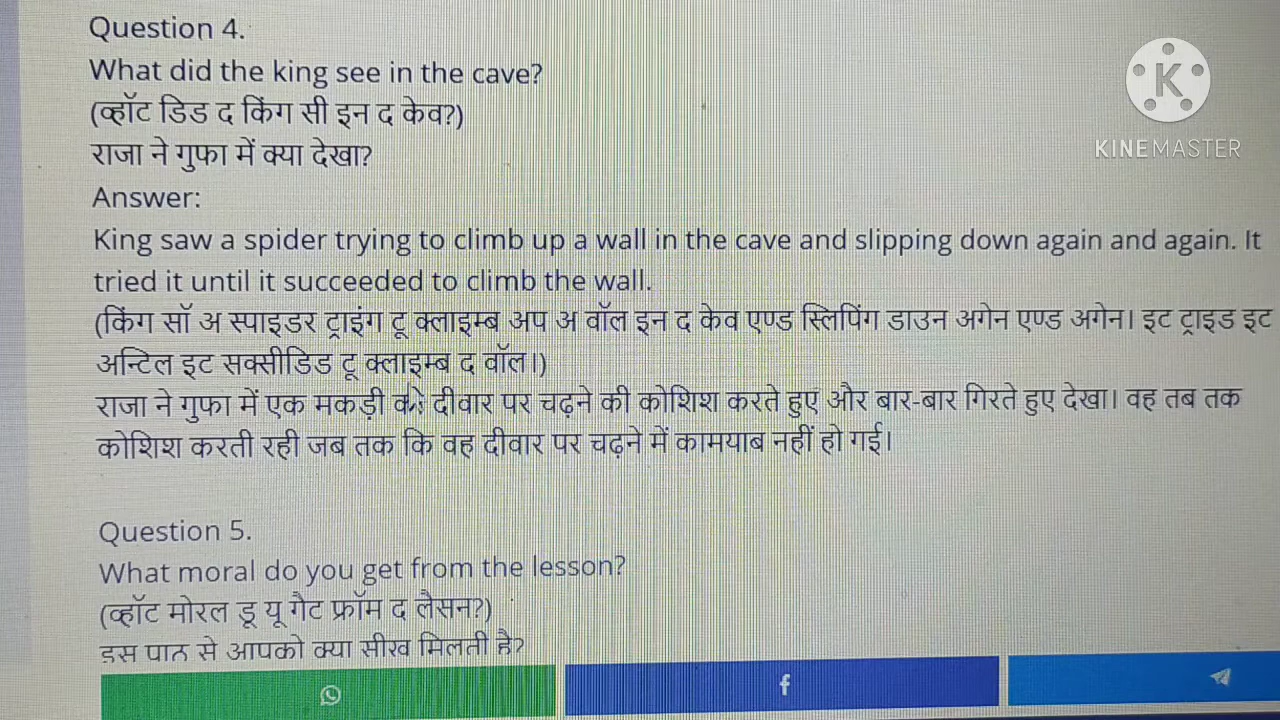 Question 4.
What did the king see in the cave?
(व्हॉट डिड द किंग सी इन द केव?)
राजा ने गुफा में क्या देखा?
Answer:
King saw a spider trying to climb up a wall in the cave and slipping down again and again. It
tried it until it succeeded to climb the wall.
(किंग सॉ अ स्पाइडर ट्राइंग टू क्लाइम्ब अप अ वॉल इन द केव एण्ड स्लिपिंग डाउन अगेन एण्ड अगेन। इट ट्राइड इट
अन्टिल इट सक्सीडिड टू क्लाइम्ब द वॉल।)
राजा ने गुफा में एक मकड़ी को दीवार पर चढ़ने की कोशिश करते हुए और बार-बार गिरते हुए देखा। वह तब तक
कोशिश करती रही जब तक कि वह दीवार पर चढ़ने में कामयाब नहीं हो गई।
Question 5.
What moral do you get from the lesson?
(व्हॉट मोरल डू यू गैट फ्रॉम द लैसन?)
इस पाठ से आपको क्या सीख मिलती है?
K
KINEMASTER
f